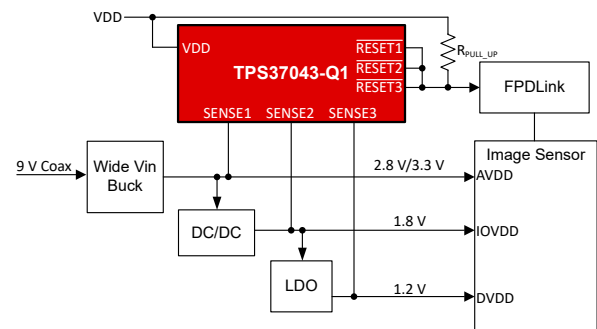 VDD
VDD
RESET1
RPULL_UP
TPS37043-Q1
RESET2
RESET3
FPDLink
SENSE1 SENSE2 SENSE3
Image Sensor
9 V Coax
Wide Vin
Buck
2.8 V/3.3 V
AVDD
DC/DC
1.8 V
IOVDD
LDO
1.2 V
DVDD